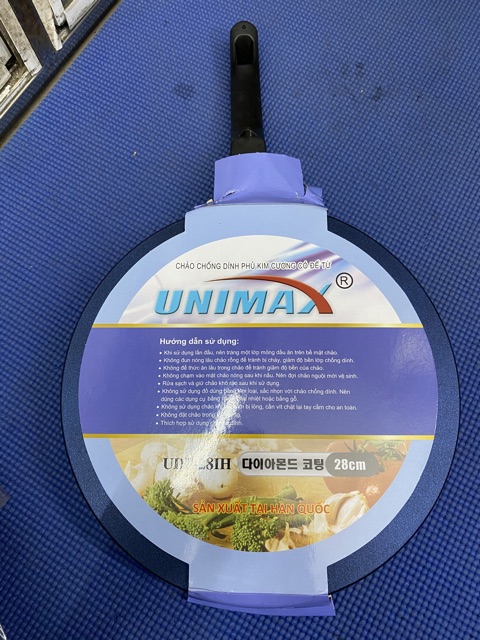 CHẢO CHỐNG DÍNH PHỦ KIM CƯƠNG CÓ ĐẾ TỪ
UNIMAX ®
Hướng dẫn sử dụng:
• Khi sử dụng lần đầu, nên tráng một lớp mỏng dầu ăn trên bề mặt chảo.
• Không đun nóng lâu chảo rỗng để tránh bị cháy, giảm độ bền lớp chống dính.
• Không để thức ăn lâu trong chảo để tránh giảm độ bền của chảo.
• Không chạm vào mặt chảo nóng sau khi nấu. Nên đợi chảo nguội mới vệ sinh.
• Rửa sạch và giữ chảo khô ráo sau khi sử dụng.
• Không sử dụng đồ dùng bằng kim loại, sắc nhọn với chảo chống dính. Nên
dùng các dụng cụ bằng nhiệt hoặc bằng gỗ.
• Không sử dụng chảo khi bị lỏng, cần vít chặt lại tay cầm cho an toàn.
• Không đặt chảo trong
• Thích hợp sử dụng
28IH 다이아몬드 코팅 28cm
SẢN XUẤT TẠI HÀN QUỐC